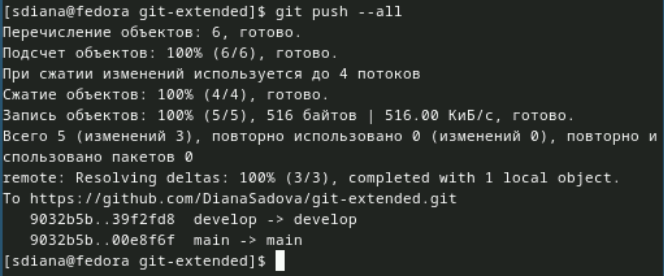 [sdiana@fedora git-extended]$ git push --all
Перечисление объектов: 6, готово.
Подсчет объектов: 100% (6/6), готово.
При сжатии изменений используется до 4 потоков
Сжатие объектов: 100% (4/4), готово.
Запись объектов: 100% (5/5), 516 байтов | 516.00 КиБ/с, готово.
Всего 5 (изменений 3), повторно использовано 0 (изменений 0), повторно и
спользовано пакетов 0
remote: Resolving deltas: 100% (3/3), completed with 1 local object.
To https://github.com/DianaSadova/git-extended.git
   9032b5b..39f2fd8  develop -> develop
   9032b5b..00e8f6f  main -> main
[sdiana@fedora git-extended]$